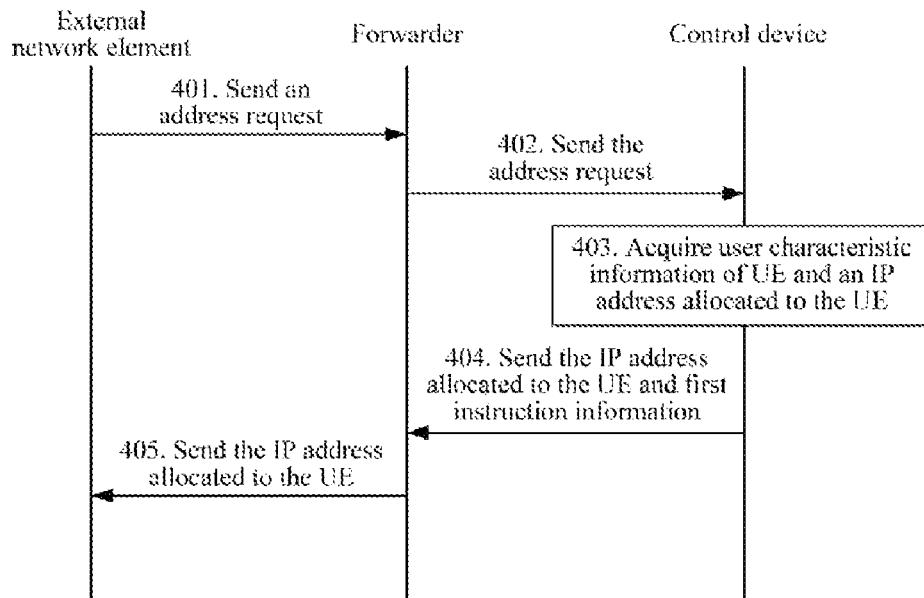 External
network element
Forwarder
Control device
401. Send an
address request
402. Send the
address request
403. Acquire user characteristic
information of UE and an IP
address allocated to the UE
404. Send the IP address
allocated to the UE and first
instruction information
405. Send the IP address
allocated to the UE